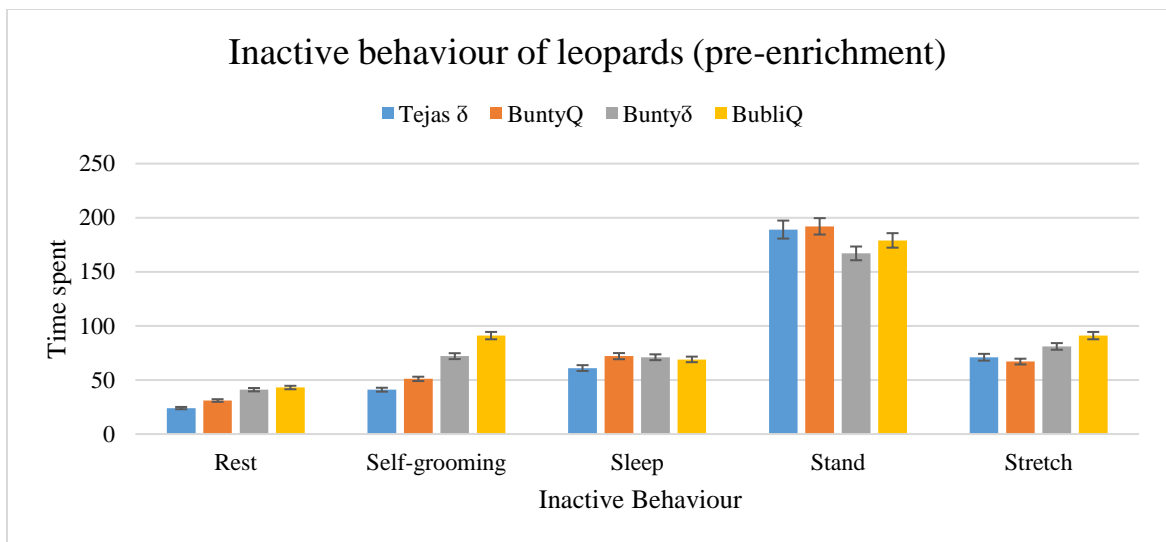 Inactive behaviour of leopards (pre-enrichment)
Tejas ♂ BuntyQ Bunty♂ BubliQ
250
200
150
100
50
0
Time spent
Rest Self-grooming Sleep Stand Stretch
Inactive Behaviour